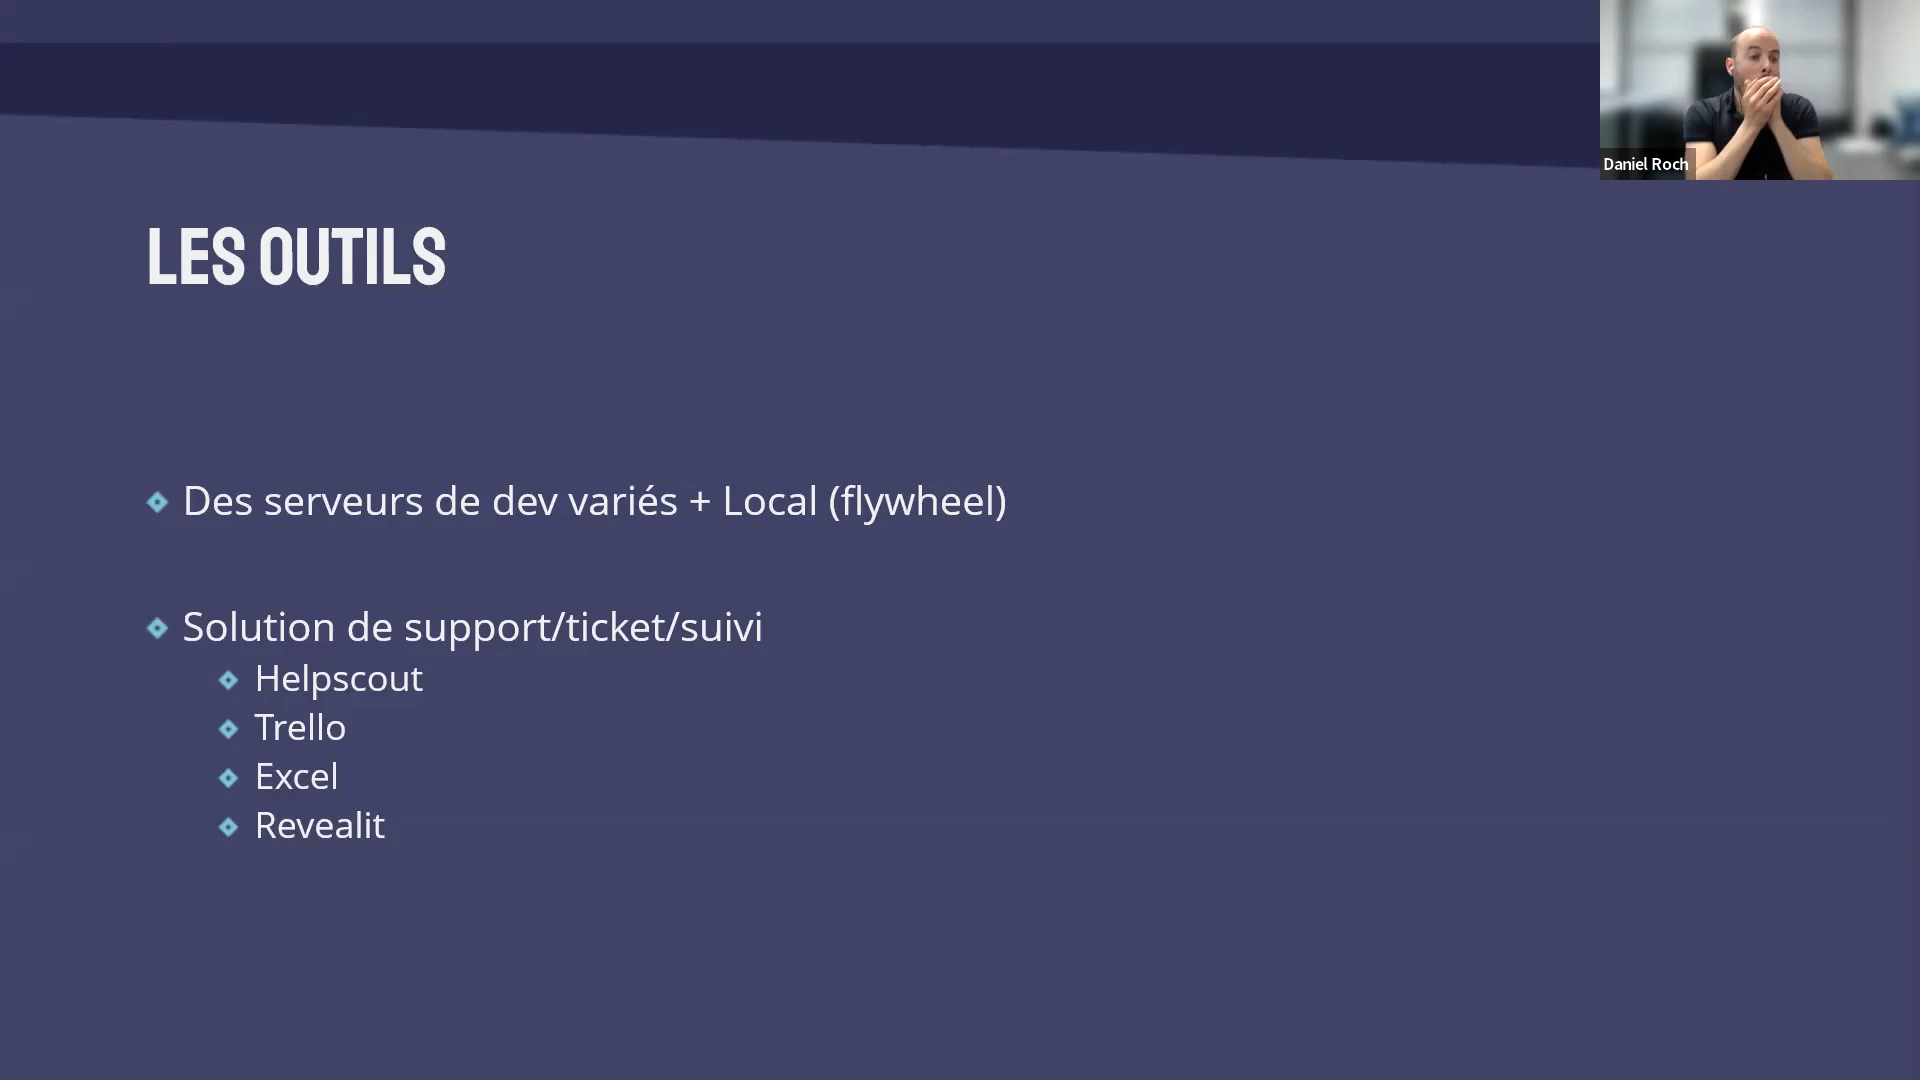 Daniel Roch
LES OUTILS
Des serveurs de dev variés + Local (flywheel)
Solution de support/ticket/suivi
Helpscout
Trello
Excel
Revealit